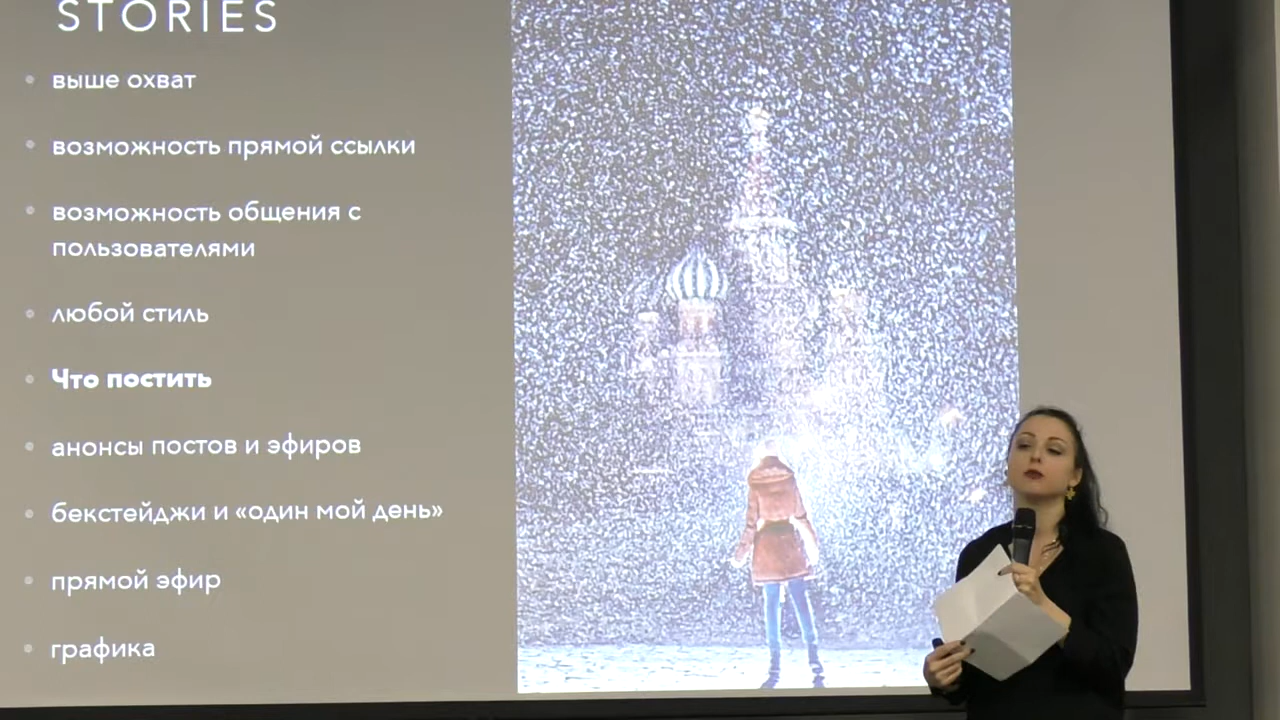 STORIES
выше охват
возможность прямой ссылки
возможность общения с
пользователями
любой стиль
Что постить
анонсы постов и эфиров
бекстейджи и «один мой день»
прямой эфир
графика